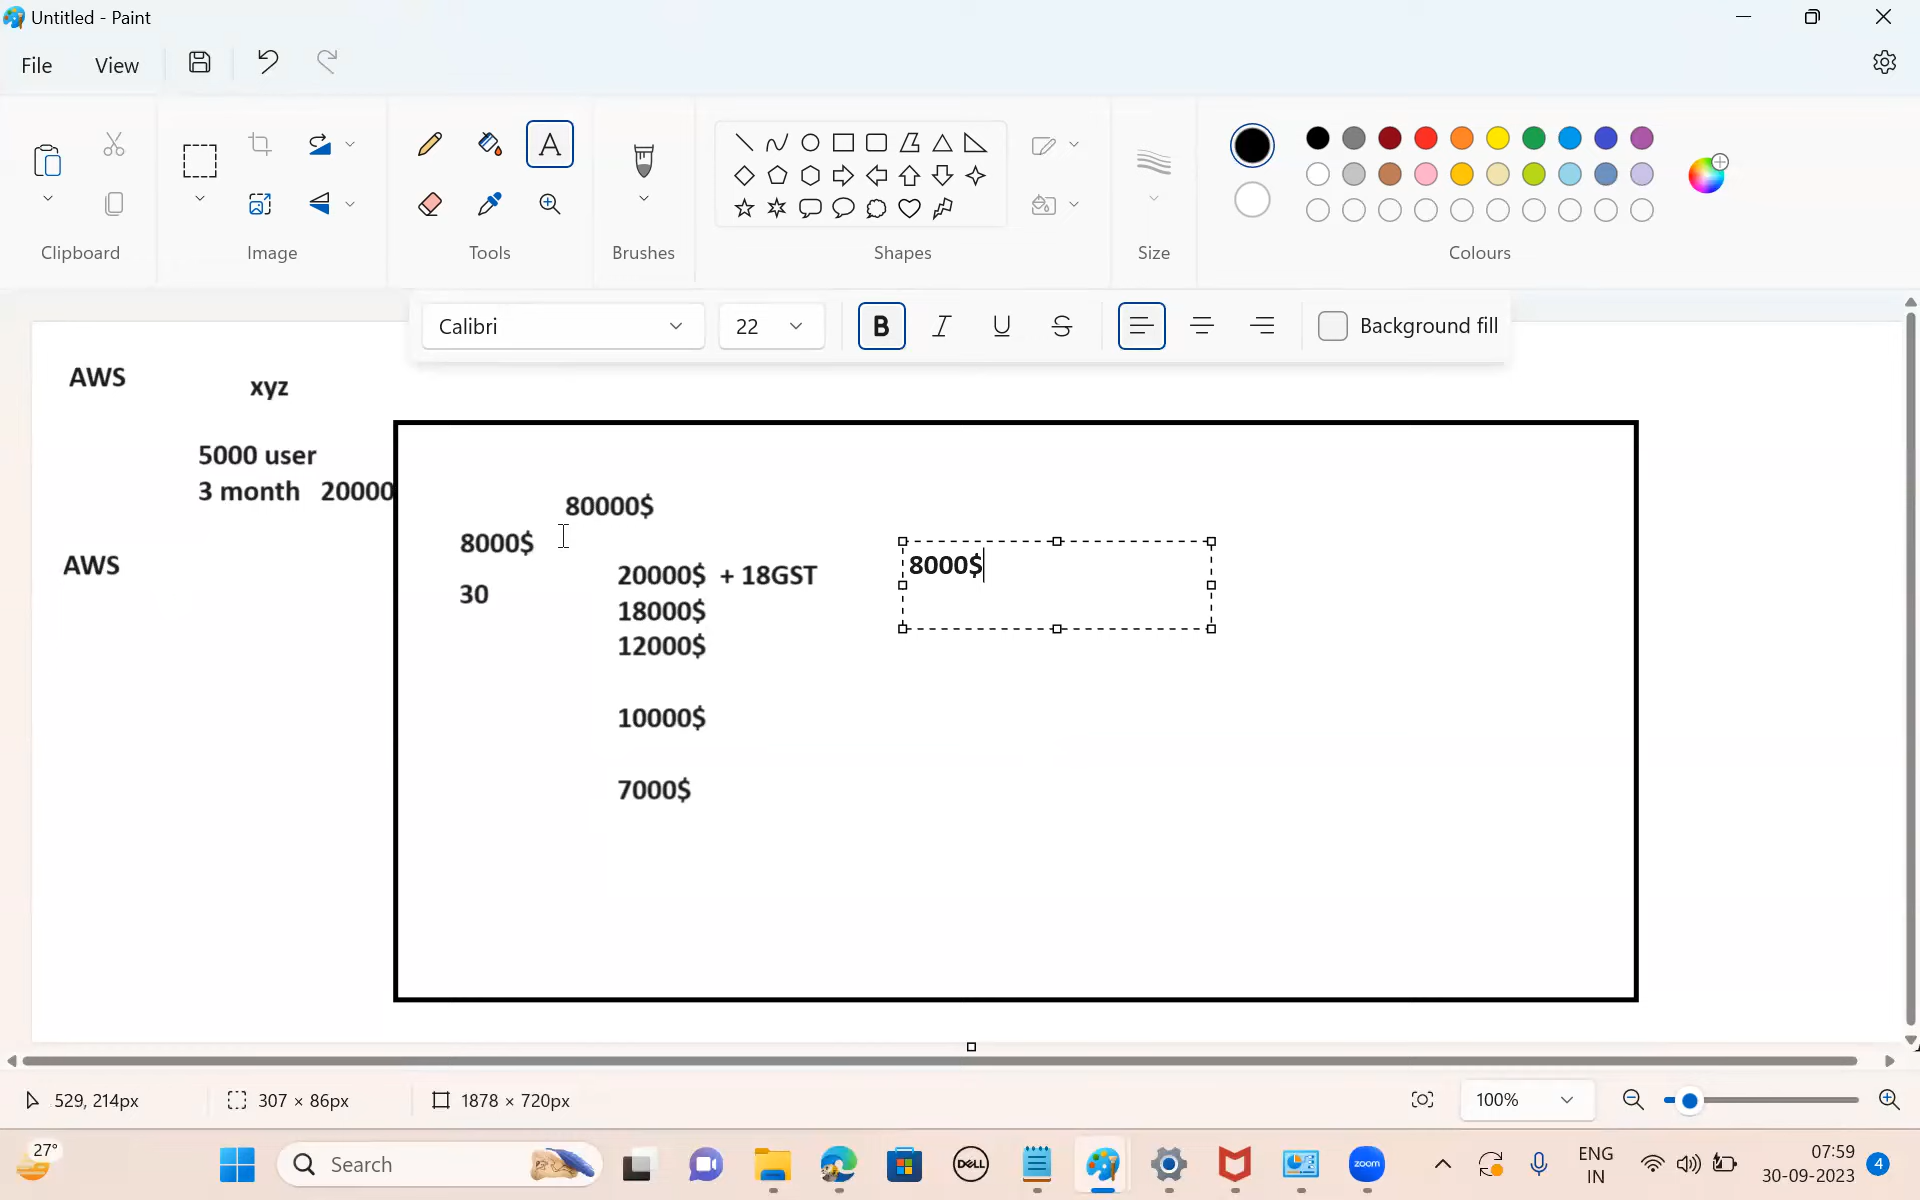 Untitled - Paint
File View
Clipboard
Image
Tools
Brushes
Shapes
Size
Colours
Calibri 22 B I U S Background fill
AWS
xyz
5000 user
3 month 20000
AWS
80000$
8000$
30
20000$ + 18GST
18000$
12000$
10000$
7000$
8000$
529, 214px 307 × 86px 1878 × 720px 100%
27° Search DELL zoom ENG IN 07:59 30-09-2023 4